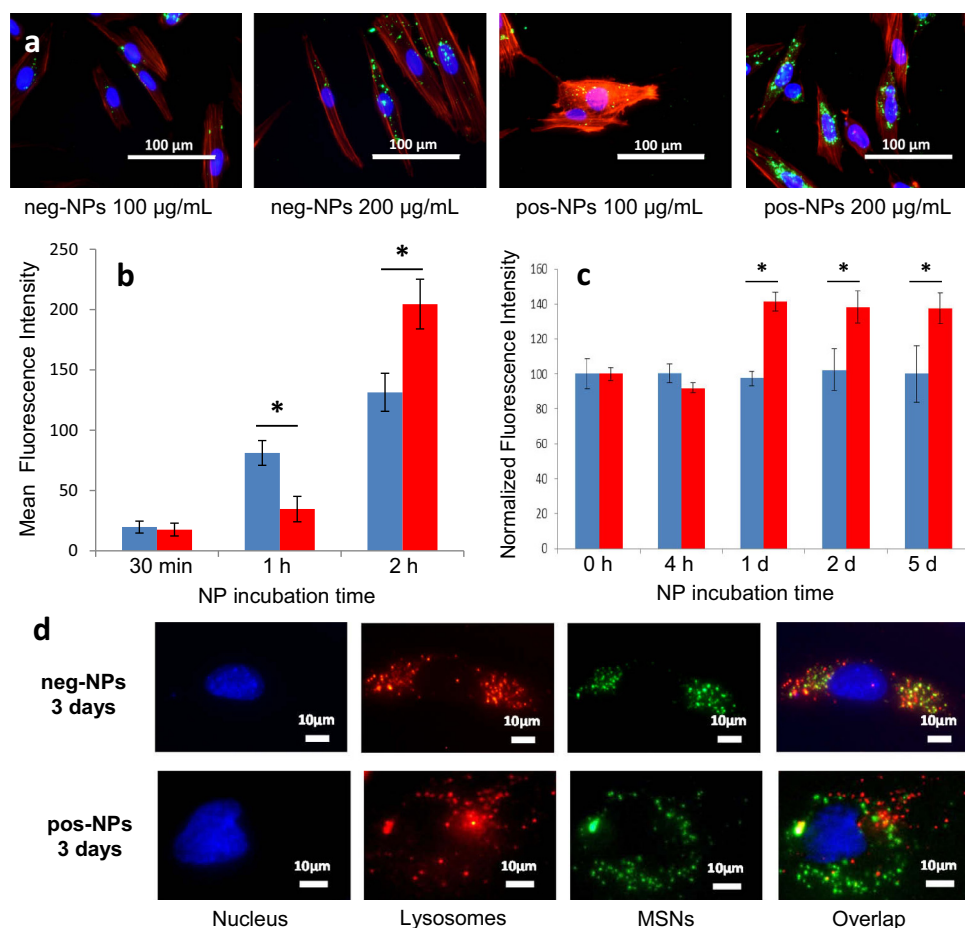 a
100 µm
100 µm
100 µm
100 µm
neg-NPs 100 µg/mL
neg-NPs 200 µg/mL
pos-NPs 100 µg/mL
pos-NPs 200 µg/mL
b
Mean Fluorescence Intensity
250
200
150
100
50
0
*
*
30 min
1 h
2 h
NP incubation time
c
Normalized Fluorescence Intensity
160
140
120
100
80
60
40
20
0
*
*
*
0 h
4 h
1 d
2 d
5 d
NP incubation time
d
neg-NPs
3 days
10µm
10µm
10µm
10µm
pos-NPs
3 days
10µm
10µm
10µm
10µm
Nucleus
Lysosomes
MSNs
Overlap